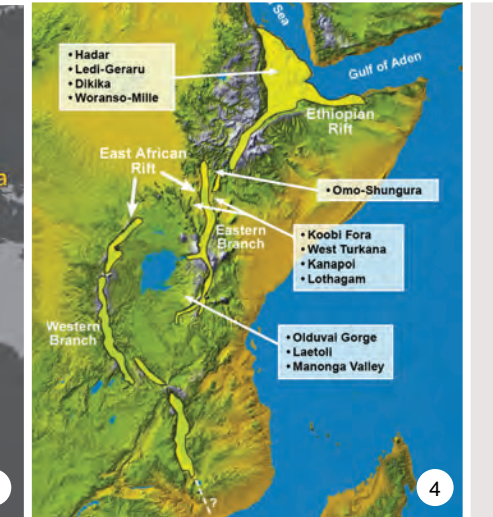 Sea
• Hadar
• Ledi-Geraru
• Dikika
• Woranso-Mille
Gulf of Aden
Ethiopian
Rift
East African
Rift
• Omo-Shungura
Eastern
Branch
• Koobi Fora
• West Turkana
• Kanapoi
• Lothagam
Western
Branch
• Olduvai Gorge
• Laetoli
• Manonga Valley
?
4